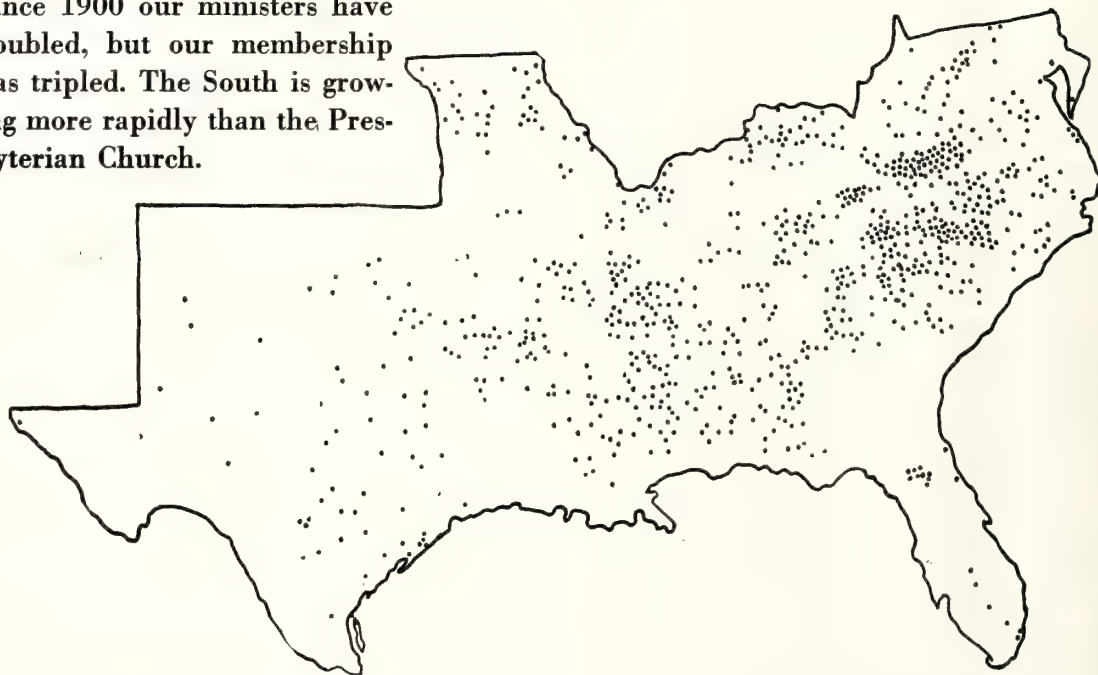 ince 1900 our ministers have
oubled, but our membership
as tripled. The South is grow-
ng more rapidly than the Pres-
yterian Church.